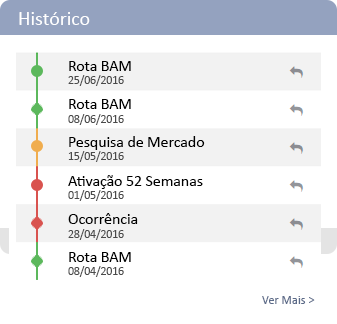 Histórico
Rota BAM
25/06/2016
Rota BAM
08/06/2016
Pesquisa de Mercado
15/05/2016
Ativação 52 Semanas
01/05/2016
Ocorrência
28/04/2016
Rota BAM
08/04/2016
Ver Mais >